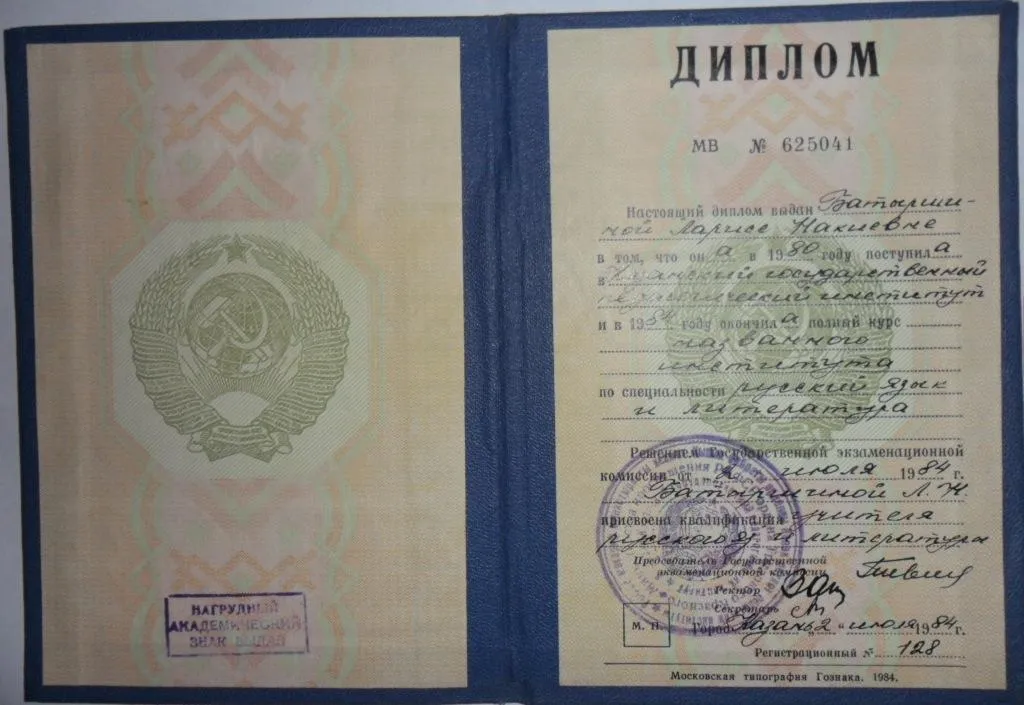 НАГРУДНЫЙ
АКАДЕМИЧЕСКИЙ
ЗНАК ВЫДАН
ДИПЛОМ
МВ № 625041
Настоящий диплом выдан Батырши-
ной Ларисе Накиевне
в том, что она в 1980 году поступила
в Казанский государственный
педагогический институт
и в 1984 году окончила полный курс
названного
института
по специальности русский язык
и литература
Решением Государственной экзаменационной
комиссии от июля 1984 г.
Батыршиной Л. Н.
присвоена квалификация учителя
русского яз и литературы
Председатель Государственной
экзаменационной комиссии
Ректор
Секретарь
М. П. Город Казань 2 июля 1984 г.
Регистрационный № 128
Московская типография Гознака. 1984.